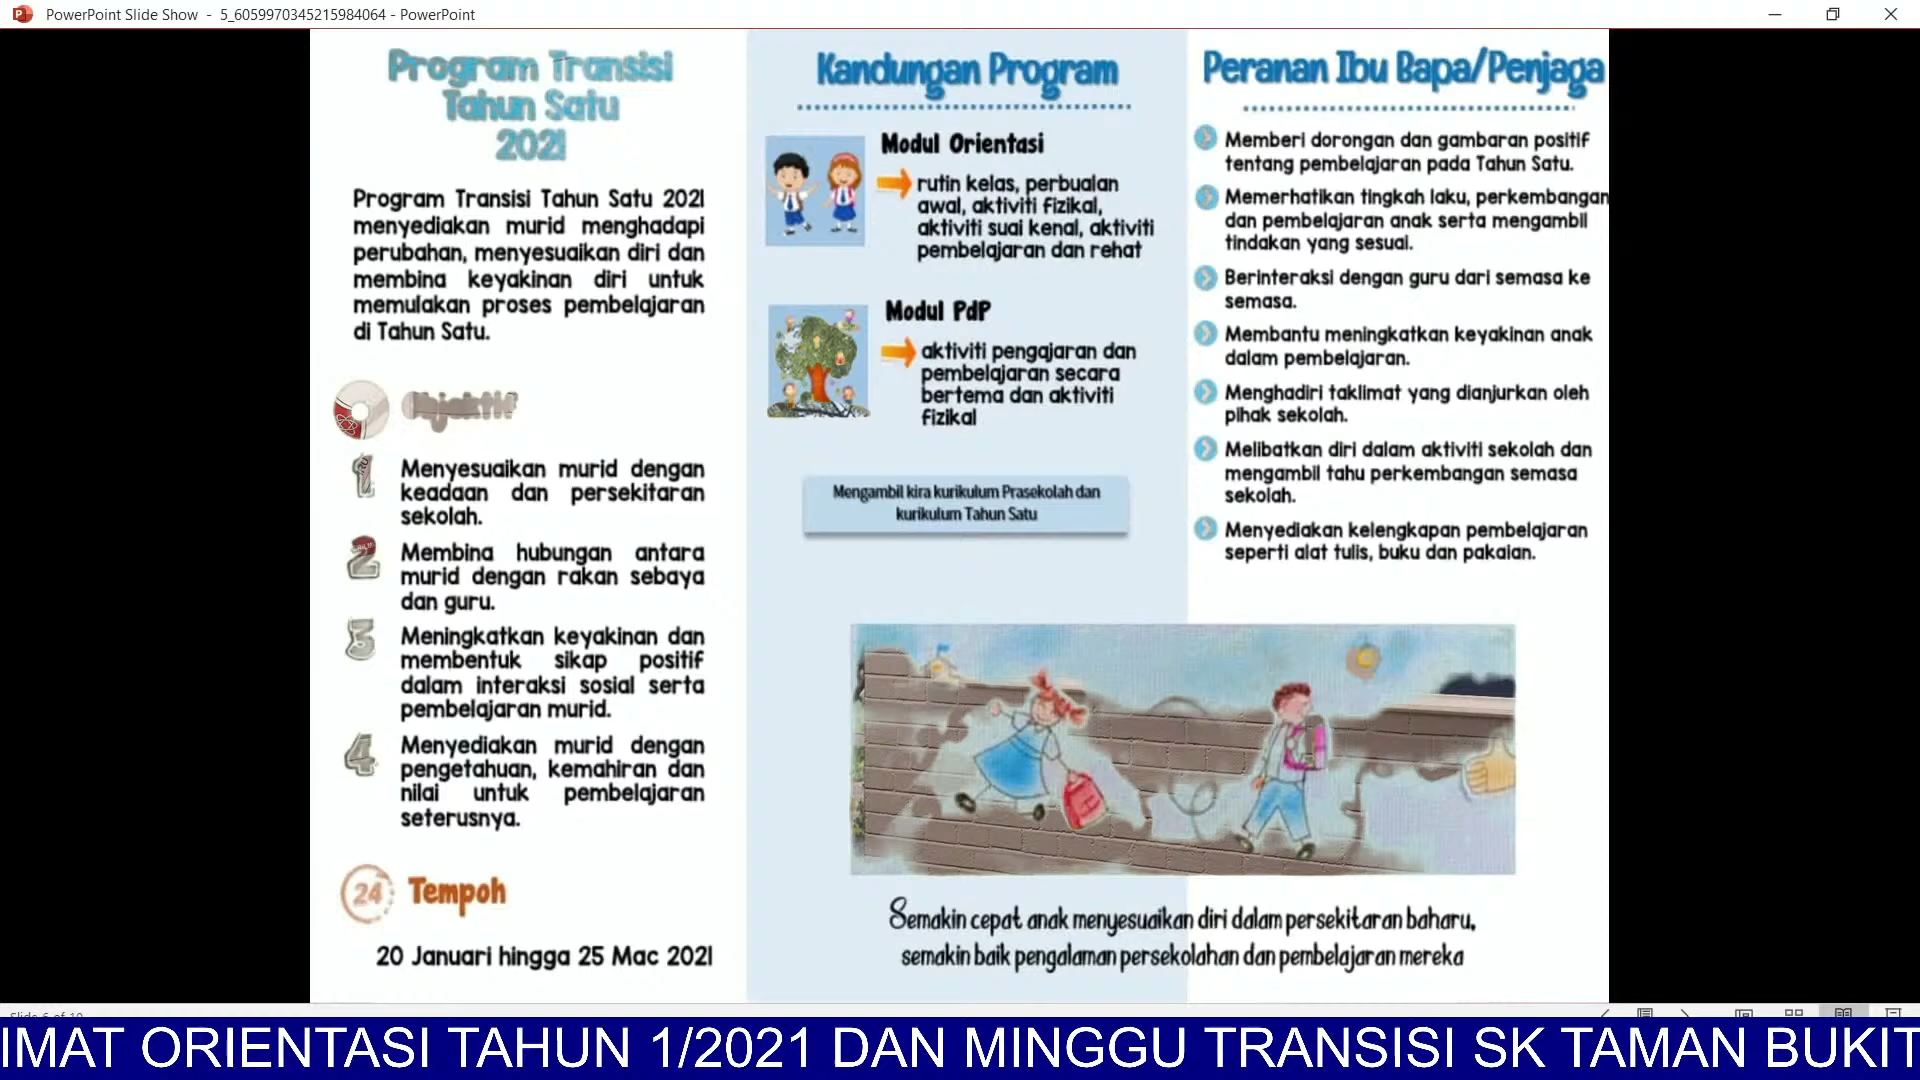 PowerPoint Slide Show - 5_6059970345215984064 - PowerPoint
Program Transisi
Tahun Satu
2021
Program Transisi Tahun Satu 2021
menyediakan murid menghadapi
perubahan, menyesuaikan diri dan
membina keyakinan diri untuk
memulakan proses pembelajaran
di Tahun Satu.
1
Menyesuaikan murid dengan
keadaan dan persekitaran
sekolah.
2
Membina hubungan antara
murid dengan rakan sebaya
dan guru.
3
Meningkatkan keyakinan dan
membentuk sikap positif
dalam interaksi sosial serta
pembelajaran murid.
4
Menyediakan murid dengan
pengetahuan, kemahiran dan
nilai untuk pembelajaran
seterusnya.
24 Tempoh
20 Januari hingga 25 Mac 2021
Kandungan Program
Modul Orientasi
rutin kelas, perbualan
awal, aktiviti fizikal,
aktiviti suai kenal, aktiviti
pembelajaran dan rehat
Modul PdP
aktiviti pengajaran dan
pembelajaran secara
bertema dan aktiviti
fizikal
Mengambil kira kurikulum Prasekolah dan
kurikulum Tahun Satu
Peranan Ibu Bapa/Penjaga
Memberi dorongan dan gambaran positif
tentang pembelajaran pada Tahun Satu.
Memerhatikan tingkah laku, perkembangan
dan pembelajaran anak serta mengambil
tindakan yang sesuai.
Berinteraksi dengan guru dari semasa ke
semasa.
Membantu meningkatkan keyakinan anak
dalam pembelajaran.
Menghadiri taklimat yang dianjurkan oleh
pihak sekolah.
Melibatkan diri dalam aktiviti sekolah dan
mengambil tahu perkembangan semasa
sekolah.
Menyediakan kelengkapan pembelajaran
seperti alat tulis, buku dan pakaian.
Semakin cepat anak menyesuaikan diri dalam persekitaran baharu,
semakin baik pengalaman persekolahan dan pembelajaran mereka
IMAT ORIENTASI TAHUN 1/2021 DAN MINGGU TRANSISI SK TAMAN BUKIT